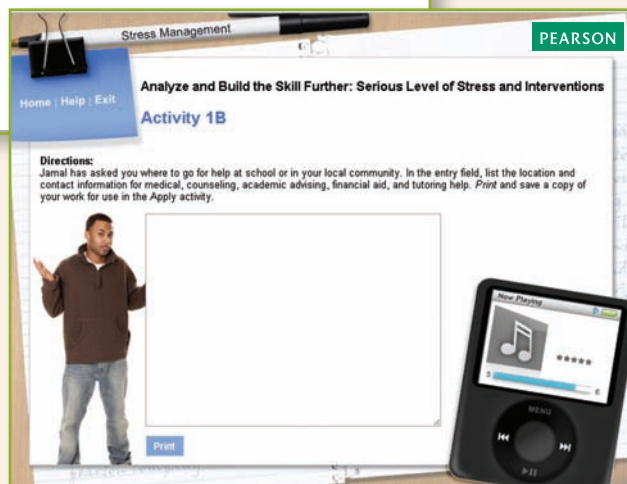 Stress Management
PEARSON
Home | Help | Exit
Analyze and Build the Skill Further: Serious Level of Stress and Interventions
Activity 1B
Directions:
Jamal has asked you where to go for help at school or in your local community. In the entry field, list the location and
contact information for medical, counseling, academic advising, financial aid, and tutoring help. Print and save a copy of
your work for use in the Apply activity.
Now Playing
MENU
Print